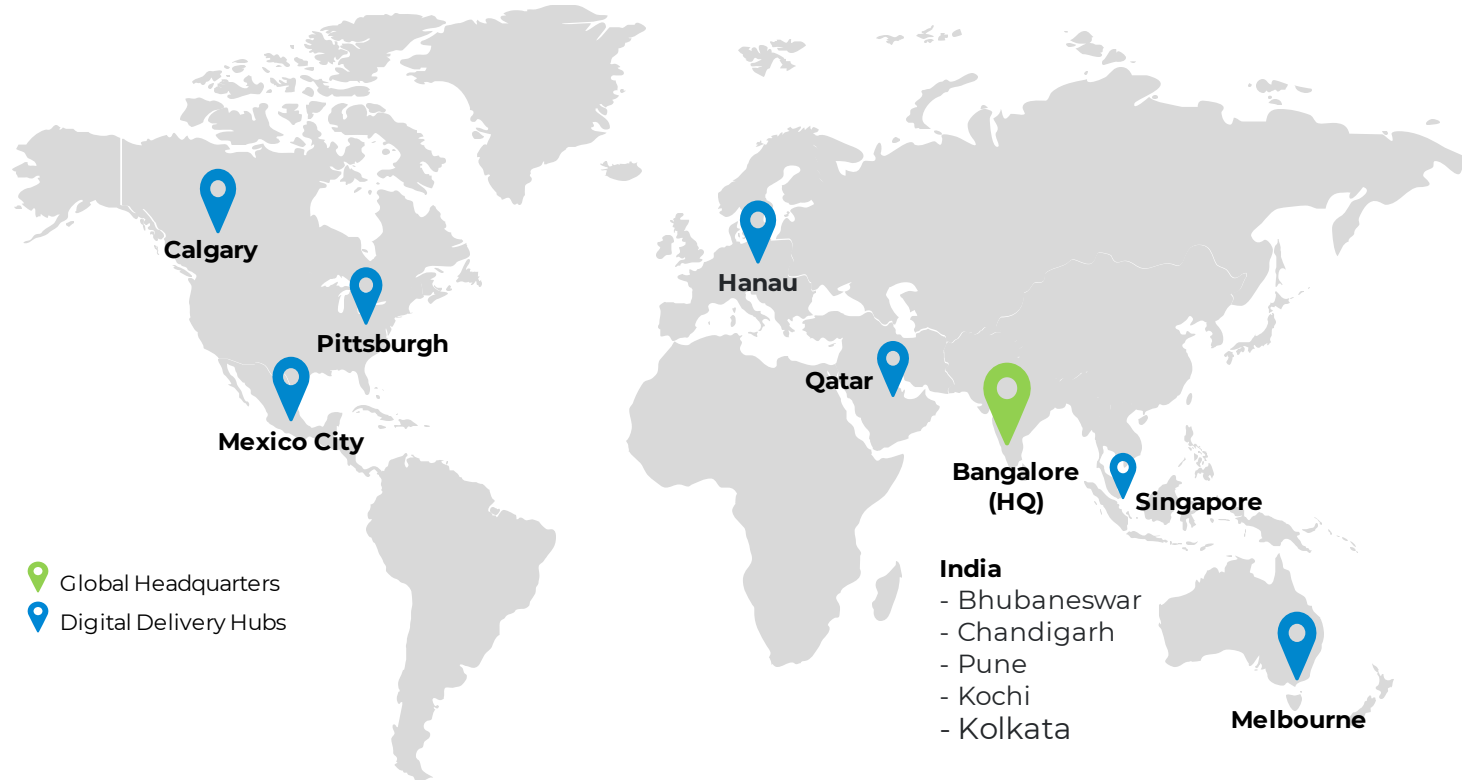 Calgary
Hanau
Pittsburgh
Qatar
Mexico City
Bangalore
(HQ)
Singapore
Global Headquarters
Digital Delivery Hubs
India
- Bhubaneswar
- Chandigarh
- Pune
- Kochi
- Kolkata
Melbourne